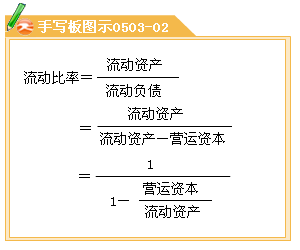 手写板图示0503-02
流动比率＝
流动资产
流动负债
＝
流动资产
流动资产－营运资本
＝
1
1－
营运资本
流动资产